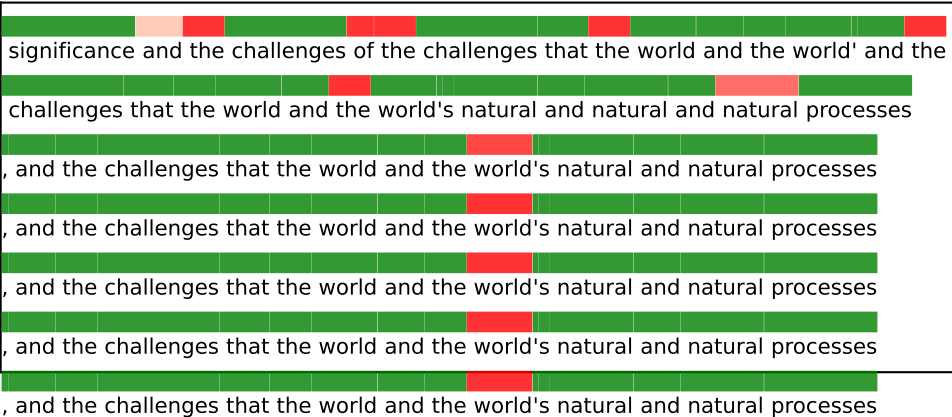 significance and the challenges of the challenges that the world and the world' and the
challenges that the world and the world's natural and natural and natural processes
, and the challenges that the world and the world's natural and natural processes
, and the challenges that the world and the world's natural and natural processes
, and the challenges that the world and the world's natural and natural processes
, and the challenges that the world and the world's natural and natural processes
, and the challenges that the world and the world's natural and natural processes